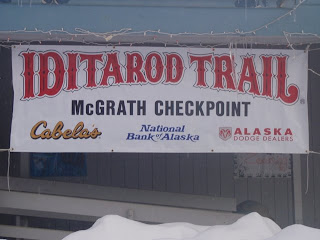 IDITAROD TRAIL
McGRATH CHECKPOINT
Cabela's
National
Bank of Alaska
ALASKA
DODGE DEALERS